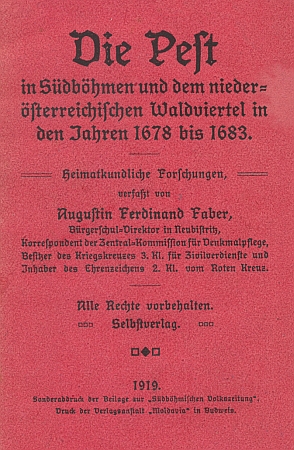 Die Peſt
in Südböhmen und dem nieder-
öſterreichiſchen Waldviertel in
den Jahren 1678 bis 1683.
Heimatkundliche Forſchungen,
verfaßt von
Auguſtin Ferdinand Faber,
Bürgerſchul-Direktor in Neubiſtritz,
Korreſpondent der Zentral-Kommiſſion für Denkmalpflege,
Beſitzer des Kriegskreuzes 3. Kl. für Zivilverdienſte und
Inhaber des Ehrenzeichens 2. Kl. vom Roten Kreuz.
Alle Rechte vorbehalten.
Selbſtverlag.
1919.
Sonderabdruck der Beilage zur „Südböhmiſchen Volkszeitung“.
Druck der Verlagsanſtalt „Moldavia“ in Budweis.